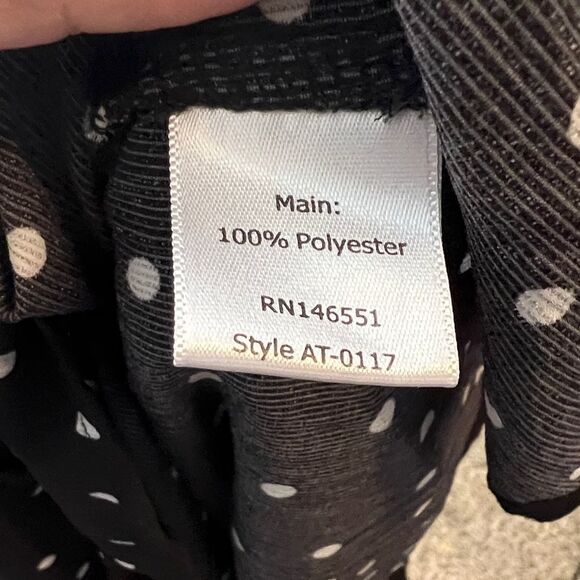 Main:
100% Polyester
RN146551
Style AT-0117